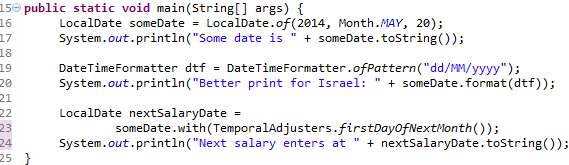 15 public static void main(String[] args) {
16 LocalDate someDate = LocalDate.of(2014, Month.MAY, 20);
17 System.out.println("Some date is " + someDate.toString());
18
19 DateTimeFormatter dtf = DateTimeFormatter.ofPattern("dd/MM/yyyy");
20 System.out.println("Better print for Israel: " + someDate.format(dtf));
21
22 LocalDate nextSalaryDate =
23 someDate.with(TemporalAdjusters.firstDayOfNextMonth());
24 System.out.println("Next salary enters at " + nextSalaryDate.toString());
25 }